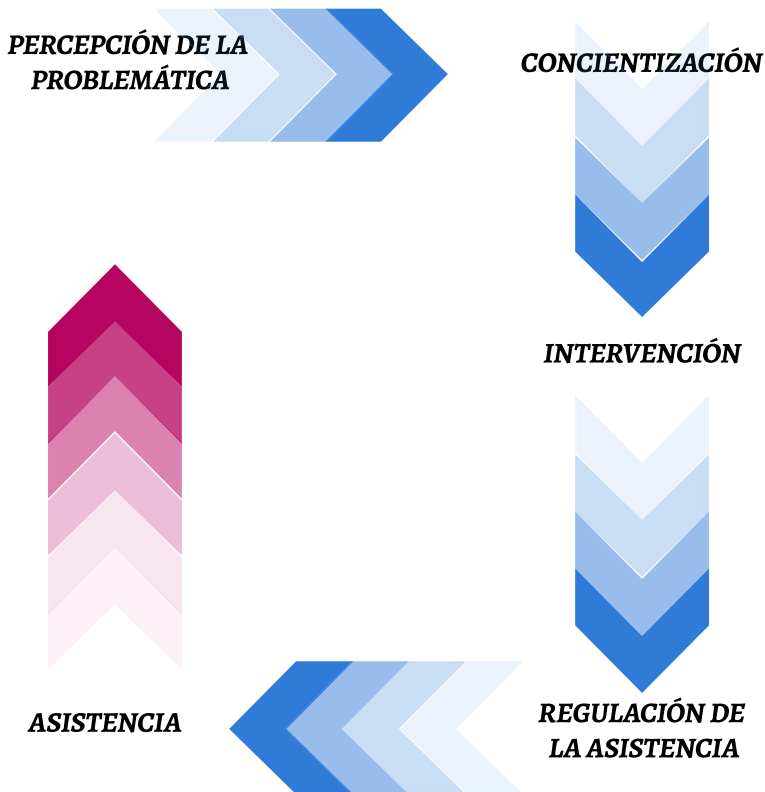 PERCEPCIÓN DE LA
PROBLEMÁTICA
CONCIENTIZACIÓN
INTERVENCIÓN
REGULACIÓN DE
LA ASISTENCIA
ASISTENCIA